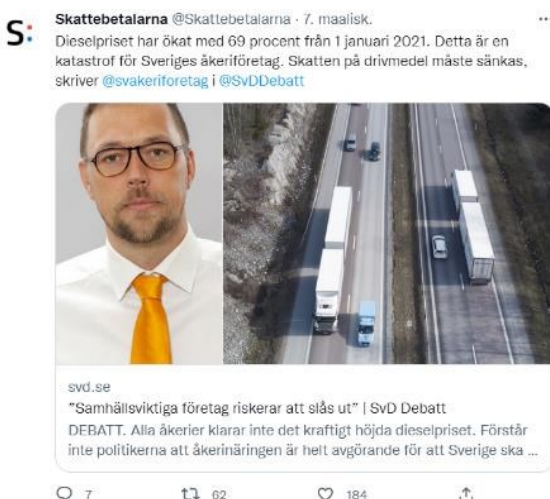 S:
Skattebetalarna @Skattebetalarna · 7. maalisk.
Dieselpriset har ökat med 69 procent från 1 januari 2021. Detta är en
katastrof för Sveriges åkeriföretag. Skatten på drivmedel måste sänkas,
skriver @svakeriforetag i @SvDDebatt
svd.se
"Samhällsviktiga företag riskerar att slås ut" | SvD Debatt
DEBATT. Alla åkerier klarar inte det kraftigt höjda dieselpriset. Förstår
inte politikerna att åkerinäringen är helt avgörande för att Sverige ska ...
7 62 184